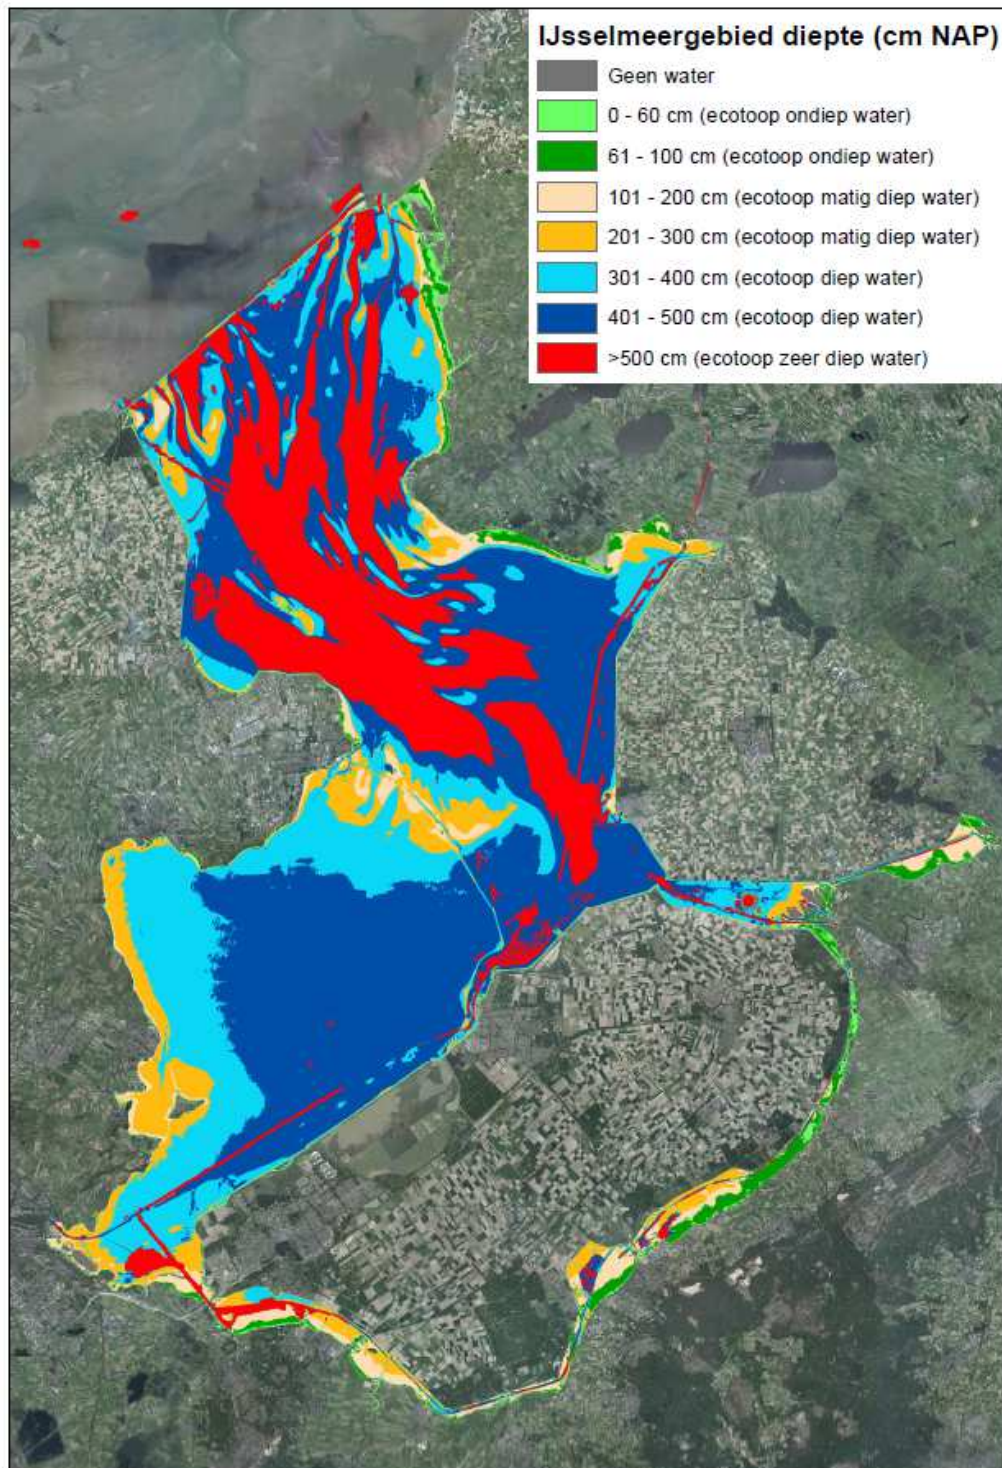 IJsselmeergebied diepte (cm NAP)
Geen water
0 - 60 cm (ecotoop ondiep water)
61 - 100 cm (ecotoop ondiep water)
101 - 200 cm (ecotoop matig diep water)
201 - 300 cm (ecotoop matig diep water)
301 - 400 cm (ecotoop diep water)
401 - 500 cm (ecotoop diep water)
>500 cm (ecotoop zeer diep water)